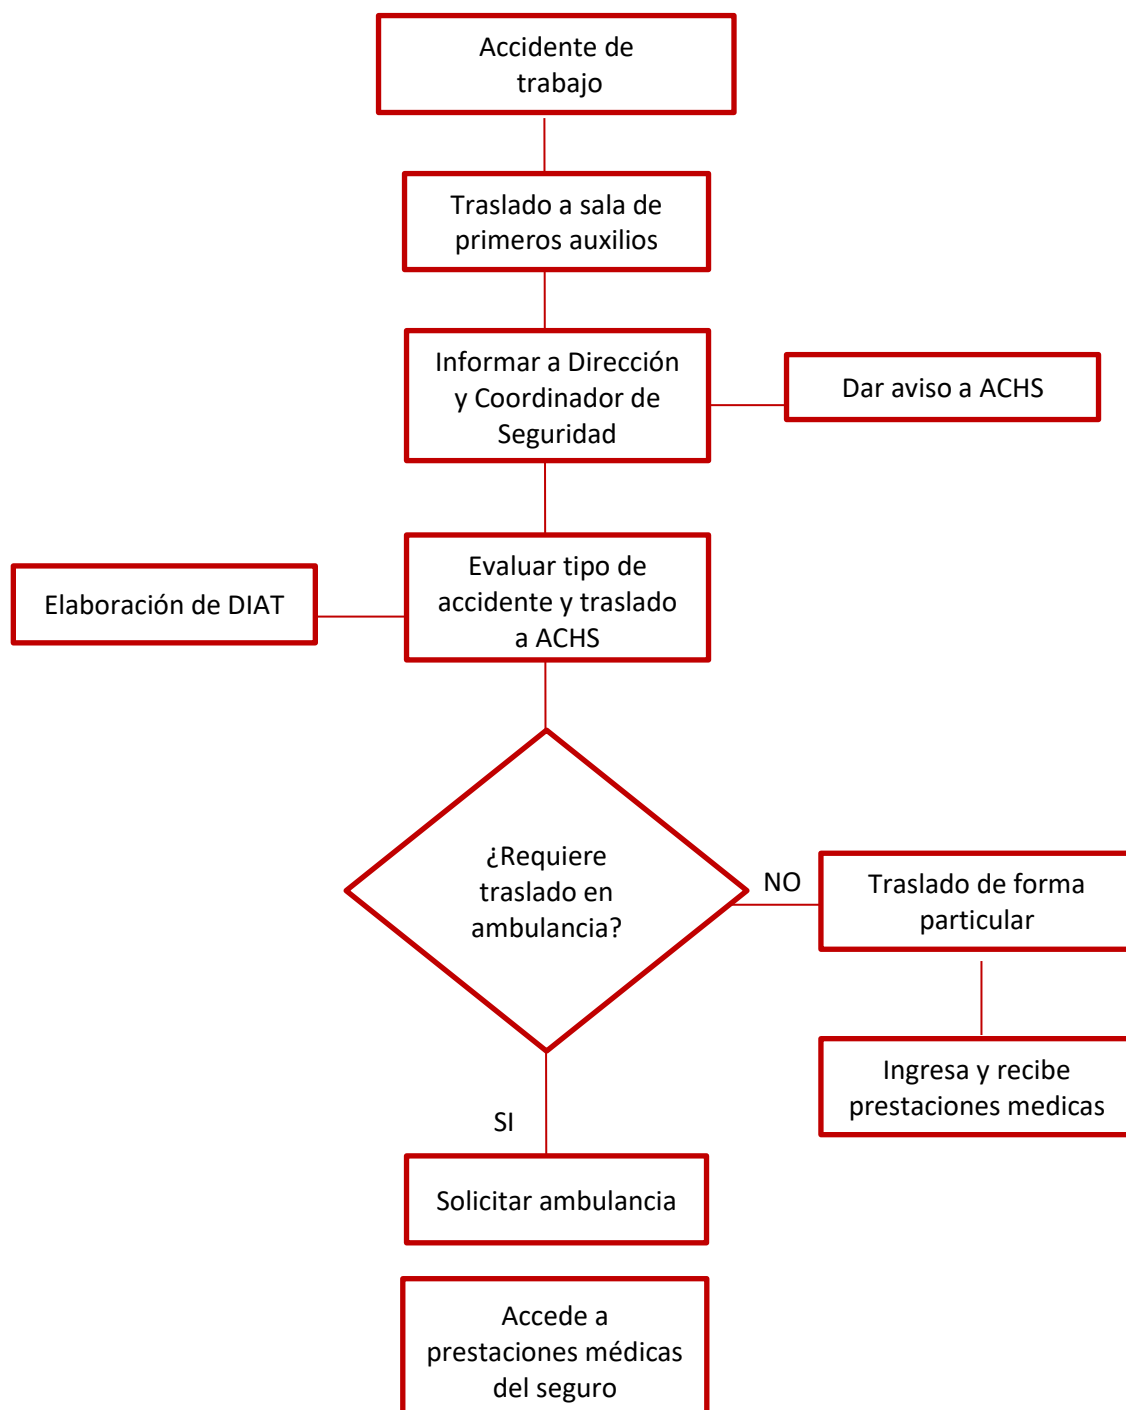 Accidente de
trabajo
Traslado a sala de
primeros auxilios
Informar a Dirección
y Coordinador de
Seguridad
Dar aviso a ACHS
Evaluar tipo de
accidente y traslado
a ACHS
Elaboración de DIAT
¿Requiere
traslado en
ambulancia?
NO
Traslado de forma
particular
Ingresa y recibe
prestaciones medicas
SI
Solicitar ambulancia
Accede a
prestaciones médicas
del seguro